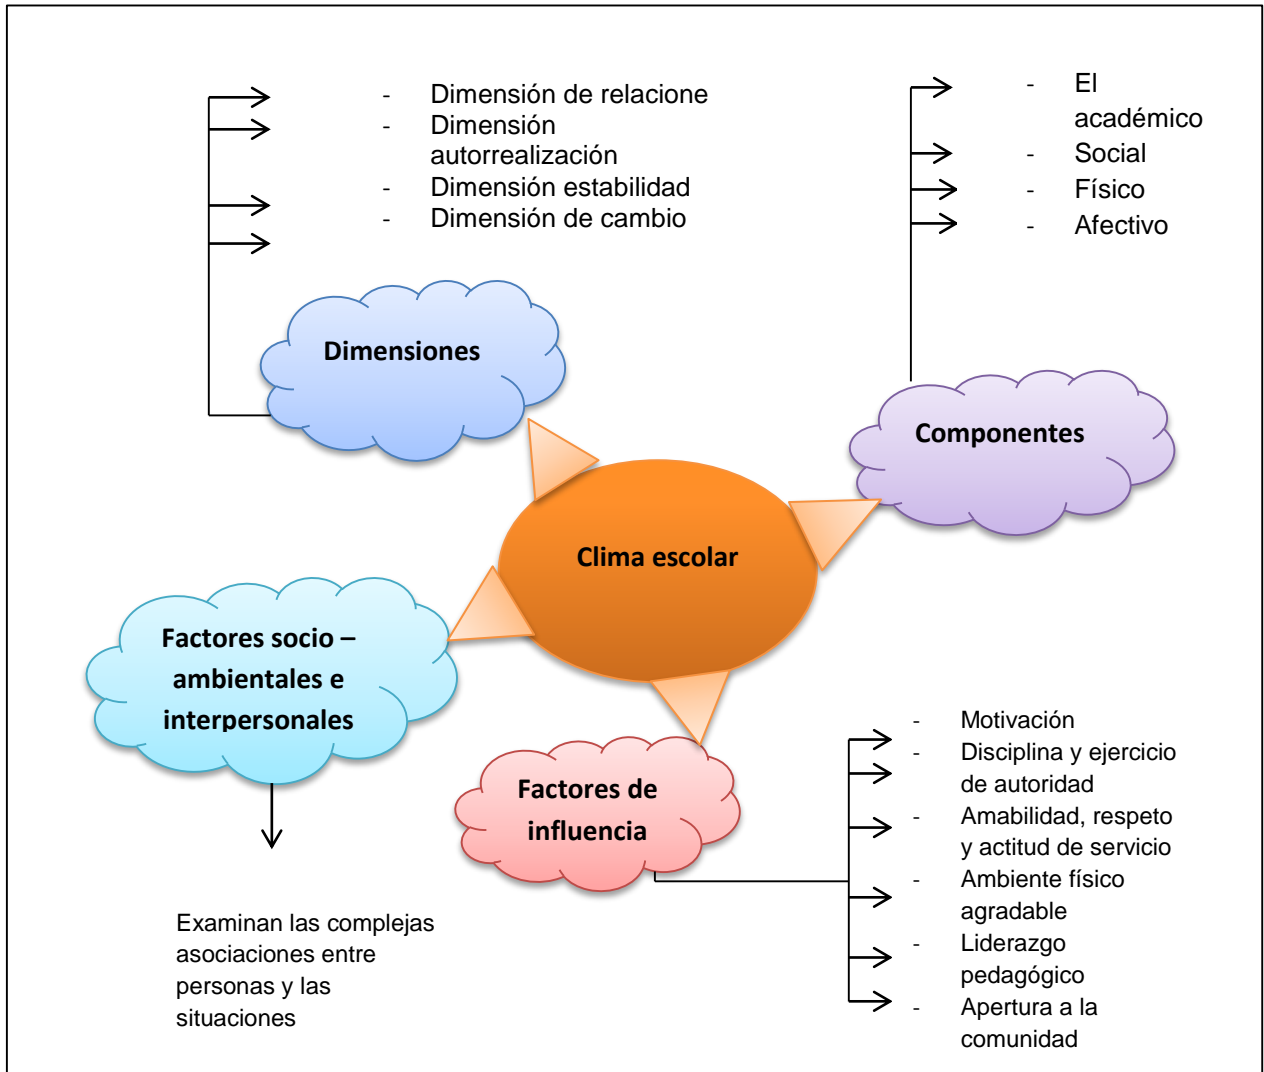 - Dimensión de relacione
- Dimensión
autorrealización
- Dimensión estabilidad
- Dimensión de cambio
- El
académico
- Social
- Físico
- Afectivo
Dimensiones
Componentes
Clima escolar
Factores socio –
ambientales e
interpersonales
Factores de
influencia
Examinan las complejas
asociaciones entre
personas y las
situaciones
- Motivación
- Disciplina y ejercicio
de autoridad
- Amabilidad, respeto
y actitud de servicio
- Ambiente físico
agradable
- Liderazgo
pedagógico
- Apertura a la
comunidad